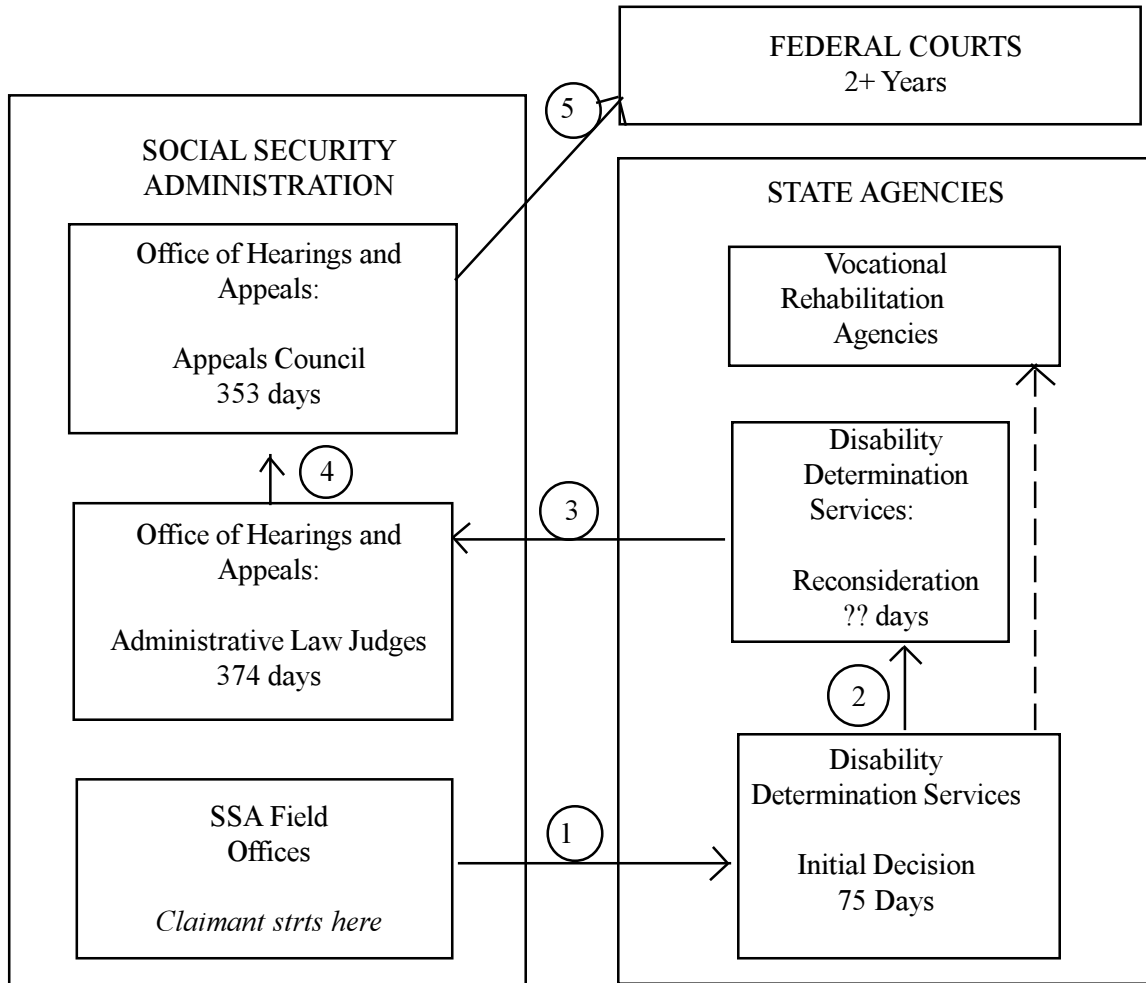 FEDERAL COURTS
2+ Years
5
SOCIAL SECURITY
ADMINISTRATION
Office of Hearings and
Appeals:
Appeals Council
353 days
4
Office of Hearings and
Appeals:
Administrative Law Judges
374 days
SSA Field
Offices
Claimant strts here
1
3
STATE AGENCIES
Vocational
Rehabilitation
Agencies
Disability
Determination
Services:
Reconsideration
?? days
2
Disability
Determination Services
Initial Decision
75 Days